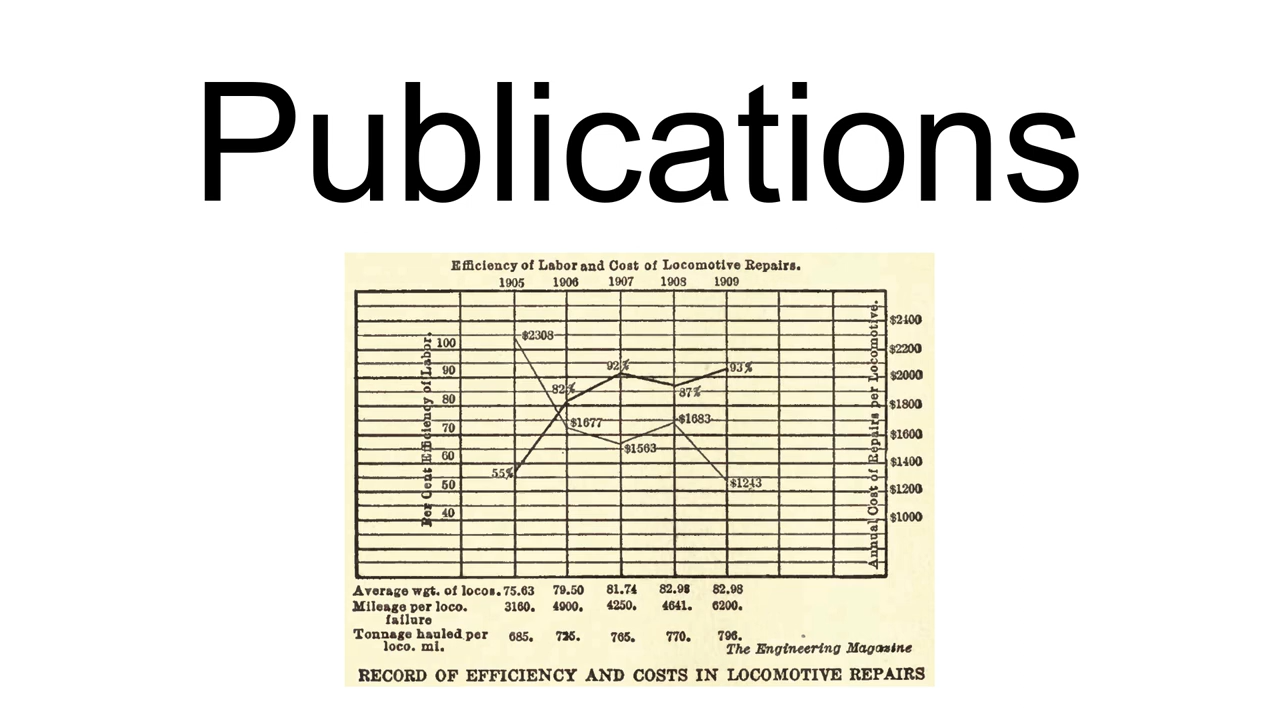 Publications
Efficiency of Labor and Cost of Locomotive Repairs.
1905 1906 1907 1908 1909
Per Cent Efficiency of Labor.
100
90
80
70
60
50
40
$2308
82%
92%
87%
93%
$1677
$1563
$1683
55%
$1243
Annual Cost of Repairs per Locomotive.
$2400
$2200
$2000
$1800
$1600
$1400
$1200
$1000
Average wgt. of locos. 75.63 79.50 81.74 82.98 82.98
Mileage per loco. 3160. 4900. 4250. 4641. 6200.
failure
Tonnage hauled per 685. 725. 765. 770. 796.
loco. mi.
The Engineering Magazine
RECORD OF EFFICIENCY AND COSTS IN LOCOMOTIVE REPAIRS